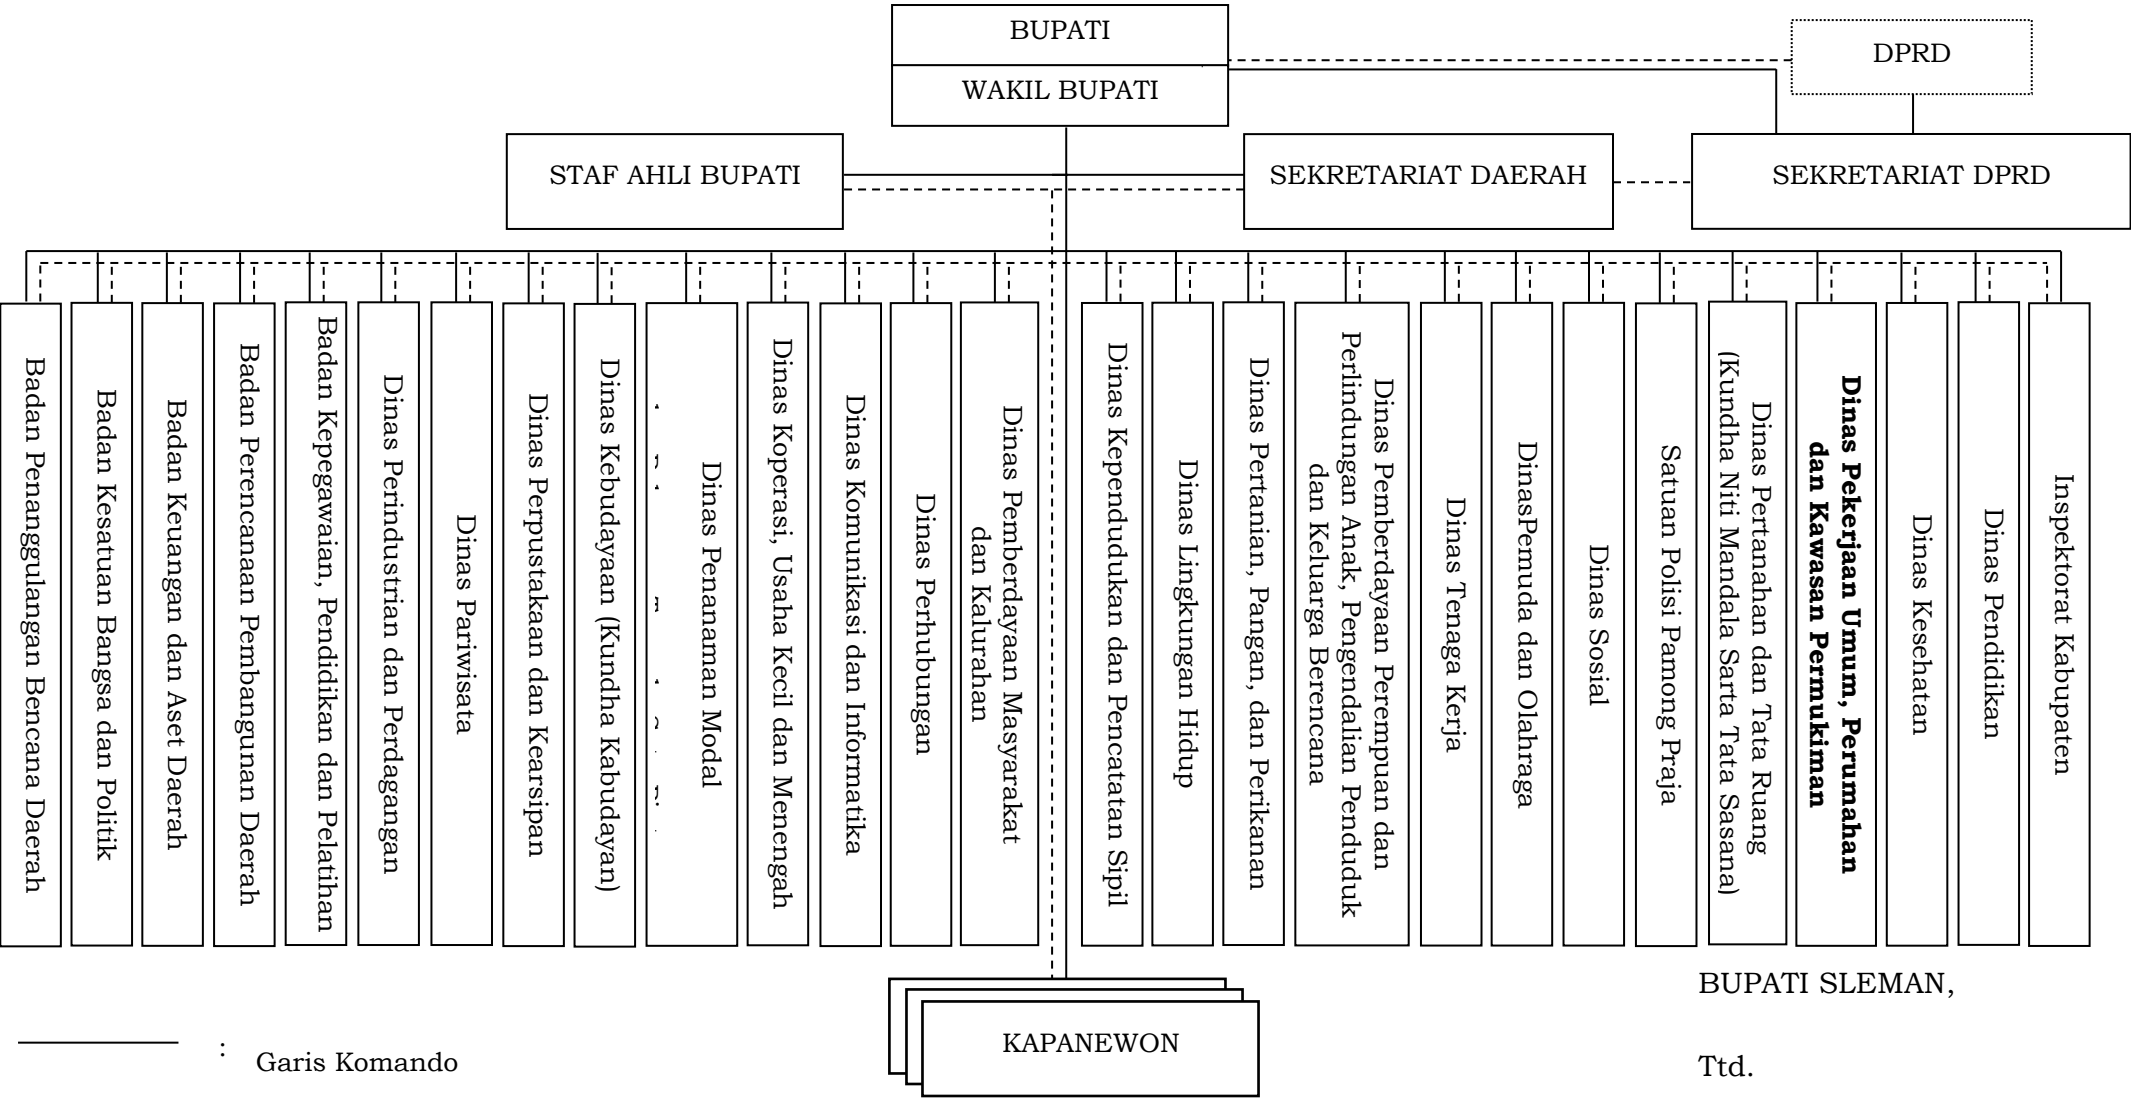 BUPATI
WAKIL BUPATI
DPRD
STAF AHLI BUPATI
SEKRETARIAT DAERAH
SEKRETARIAT DPRD
Badan Penanggulangan Bencana Daerah
Badan Kesatuan Bangsa dan Politik
Badan Keuangan dan Aset Daerah
Badan Perencanaan Pembangunan Daerah
Badan Kepegawaian, Pendidikan dan Pelatihan
Dinas Perindustrian dan Perdagangan
Dinas Pariwisata
Dinas Perpustakaan dan Kearsipan
Dinas Kebudayaan (Kundha Kabudayan)
Dinas Penanaman Modal
Dinas Koperasi, Usaha Kecil dan Menengah
Dinas Komunikasi dan Informatika
Dinas Perhubungan
Dinas Pemberdayaan Masyarakat
dan Kalurahan
Dinas Kependudukan dan Pencatatan Sipil
Dinas Lingkungan Hidup
Dinas Pertanian, Pangan, dan Perikanan
Dinas Pemberdayaan Perempuan dan
Perlindungan Anak, Pengendalian Penduduk
dan Keluarga Berencana
Dinas Tenaga Kerja
DinasPemuda dan Olahraga
Dinas Sosial
Satuan Polisi Pamong Praja
Dinas Pertanahan dan Tata Ruang
(Kundha Niti Mandala Sarta Tata Sasana)
Dinas Pekerjaan Umum, Perumahan
dan Kawasan Permukiman
Dinas Kesehatan
Dinas Pendidikan
Inspektorat Kabupaten
KAPANEWON
BUPATI SLEMAN,
Ttd.
:
Garis Komando